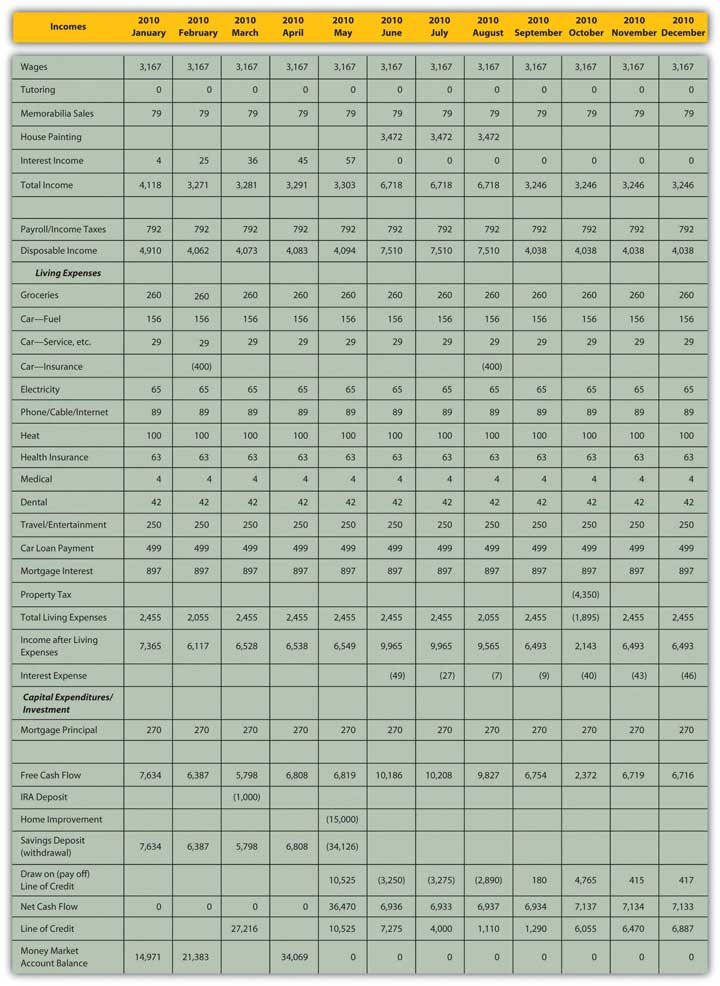 Incomes 2010 January 2010 February 2010 March 2010 April 2010 May 2010 June 2010 July 2010 August 2010 September 2010 October 2010 November 2010 December
Wages 3,167 3,167 3,167 3,167 3,167 3,167 3,167 3,167 3,167 3,167 3,167 3,167
Tutoring 0 0 0 0 0 0 0 0 0 0 0 0
Memorabilia Sales 79 79 79 79 79 79 79 79 79 79 79 79
House Painting 3,472 3,472 3,472
Interest Income 4 25 36 45 57 0 0 0 0 0 0 0
Total Income 4,118 3,271 3,281 3,291 3,303 6,718 6,718 6,718 3,246 3,246 3,246 3,246
Payroll/Income Taxes 792 792 792 792 792 792 792 792 792 792 792 792
Disposable Income 4,910 4,062 4,073 4,083 4,094 7,510 7,510 7,510 4,038 4,038 4,038 4,038
Living Expenses
Groceries 260 260 260 260 260 260 260 260 260 260 260 260
Car—Fuel 156 156 156 156 156 156 156 156 156 156 156 156
Car—Service, etc. 29 29 29 29 29 29 29 29 29 29 29 29
Car—Insurance (400) (400)
Electricity 65 65 65 65 65 65 65 65 65 65 65 65
Phone/Cable/Internet 89 89 89 89 89 89 89 89 89 89 89 89
Heat 100 100 100 100 100 100 100 100 100 100 100 100
Health Insurance 63 63 63 63 63 63 63 63 63 63 63 63
Medical 4 4 4 4 4 4 4 4 4 4 4 4
Dental 42 42 42 42 42 42 42 42 42 42 42 42
Travel/Entertainment 250 250 250 250 250 250 250 250 250 250 250 250
Car Loan Payment 499 499 499 499 499 499 499 499 499 499 499 499
Mortgage Interest 897 897 897 897 897 897 897 897 897 897 897 897
Property Tax (4,350)
Total Living Expenses 2,455 2,055 2,455 2,455 2,455 2,455 2,455 2,055 2,455 (1,895) 2,455 2,455
Income after Living
Expenses 7,365 6,117 6,528 6,538 6,549 9,965 9,965 9,565 6,493 2,143 6,493 6,493
Interest Expense (49) (27) (7) (9) (40) (43) (46)
Capital Expenditures/
Investment
Mortgage Principal 270 270 270 270 270 270 270 270 270 270 270 270
Free Cash Flow 7,634 6,387 5,798 6,808 6,819 10,186 10,208 9,827 6,754 2,372 6,719 6,716
IRA Deposit (1,000)
Home Improvement (15,000)
Savings Deposit
(withdrawal) 7,634 6,387 5,798 6,808 (34,126)
Draw on (pay off)
Line of Credit 10,525 (3,250) (3,275) (2,890) 180 4,765 415 417
Net Cash Flow 0 0 0 0 36,470 6,936 6,933 6,937 6,934 7,137 7,134 7,133
Line of Credit 27,216 10,525 7,275 4,000 1,110 1,290 6,055 6,470 6,887
Money Market
Account Balance 14,971 21,383 34,069 0 0 0 0 0 0 0 0